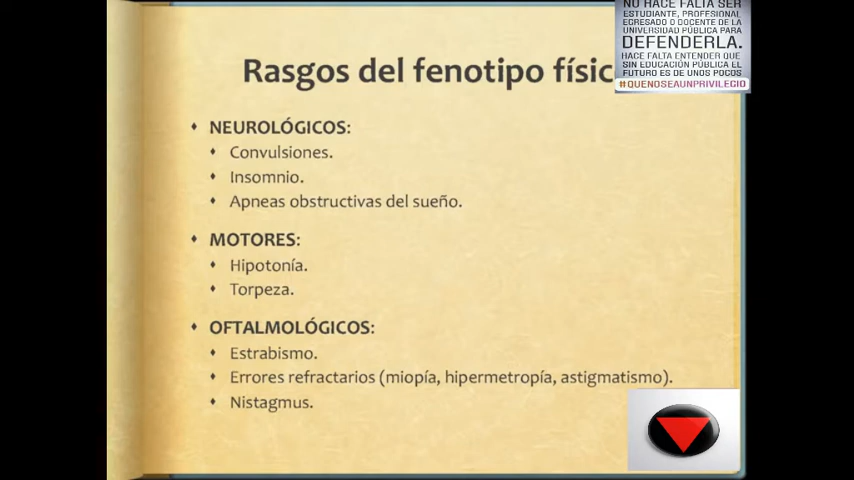 NO HACE FALTA SER
ESTUDIANTE, PROFESIONAL,
EGRESADO O DOCENTE DE LA
UNIVERSIDAD PÚBLICA PARA
DEFENDERLA.
HACE FALTA ENTENDER QUE
SIN EDUCACIÓN PÚBLICA EL
FUTURO ES DE UNOS POCOS
#QUENOSEAUNPRIVILEGIO
Rasgos del fenotipo físic
NEUROLÓGICOS:
Convulsiones.
Insomnio.
Apneas obstructivas del sueño.
MOTORES:
Hipotonía.
Torpeza.
OFTALMOLÓGICOS:
Estrabismo.
Errores refractarios (miopía, hipermetropía, astigmatismo).
Nistagmus.